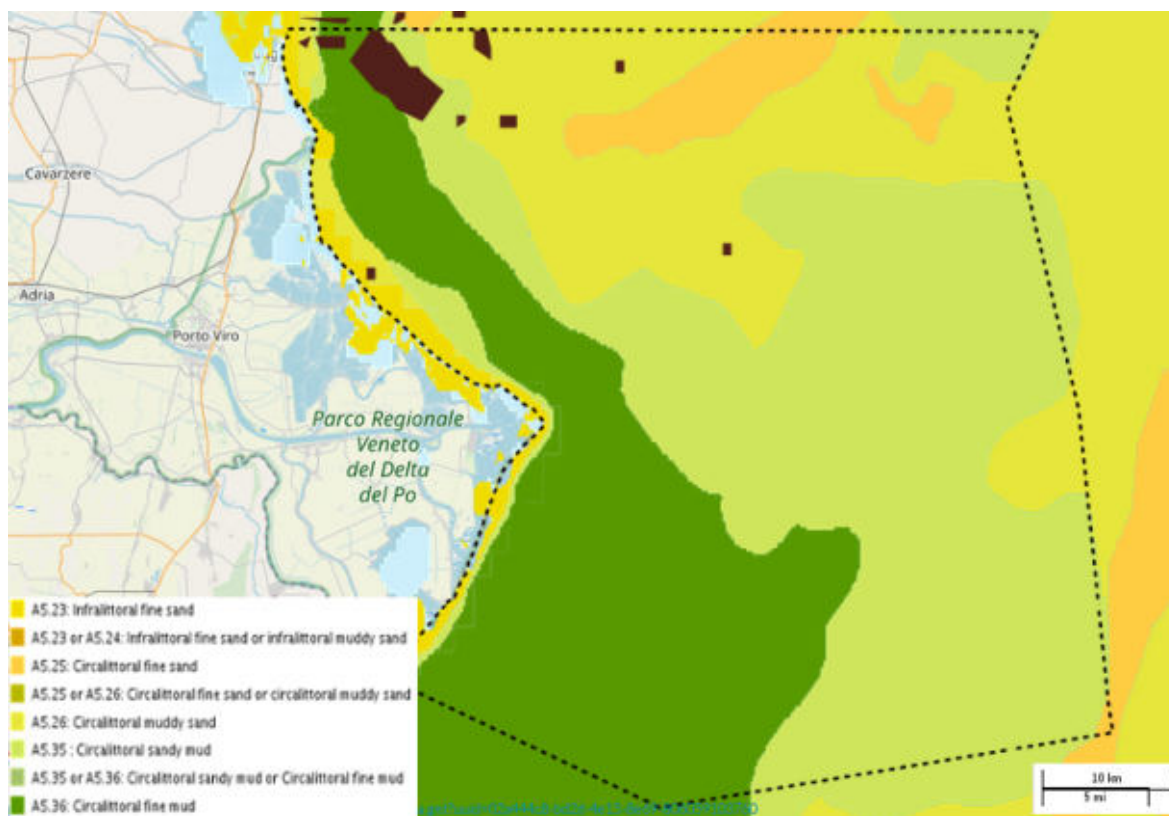 Cavarzere
Adria
Porto Viro
Parco Regionale
Veneto
del Delta
del Po
A5.23: Infralittoral fine sand
A5.23 or A5.24: Infralittoral fine sand or infralittoral muddy sand
A5.25: Circalittoral fine sand
A5.25 or A5.26: Circalittoral fine sand or circalittoral muddy sand
A5.26: Circalittoral muddy sand
A5.35 : Circalittoral sandy mud
A5.35 or A5.36: Circalittoral sandy mud or Circalittoral fine mud
A5.36: Circalittoral fine mud
10 km
5 mi